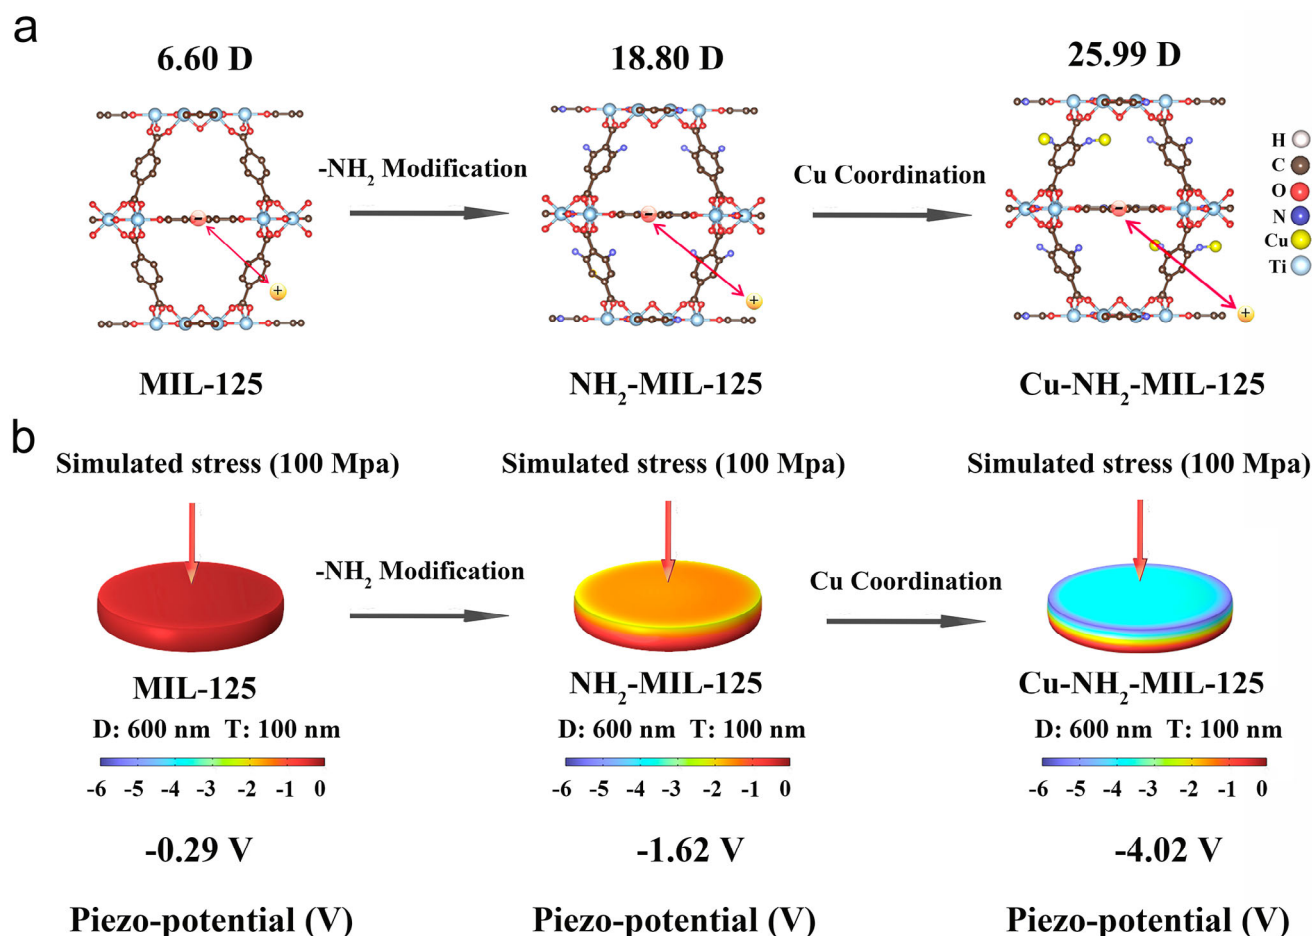 a
6.60 D
18.80 D
25.99 D
-NH₂ Modification
Cu Coordination
H
C
O
N
Cu
Ti
-
+
-
+
-
+
MIL-125
NH₂-MIL-125
Cu-NH₂-MIL-125
b
Simulated stress (100 Mpa)
Simulated stress (100 Mpa)
Simulated stress (100 Mpa)
-NH₂ Modification
Cu Coordination
MIL-125
NH₂-MIL-125
Cu-NH₂-MIL-125
D: 600 nm T: 100 nm
D: 600 nm T: 100 nm
D: 600 nm T: 100 nm
-6 -5 -4 -3 -2 -1 0
-6 -5 -4 -3 -2 -1 0
-6 -5 -4 -3 -2 -1 0
-0.29 V
-1.62 V
-4.02 V
Piezo-potential (V)
Piezo-potential (V)
Piezo-potential (V)